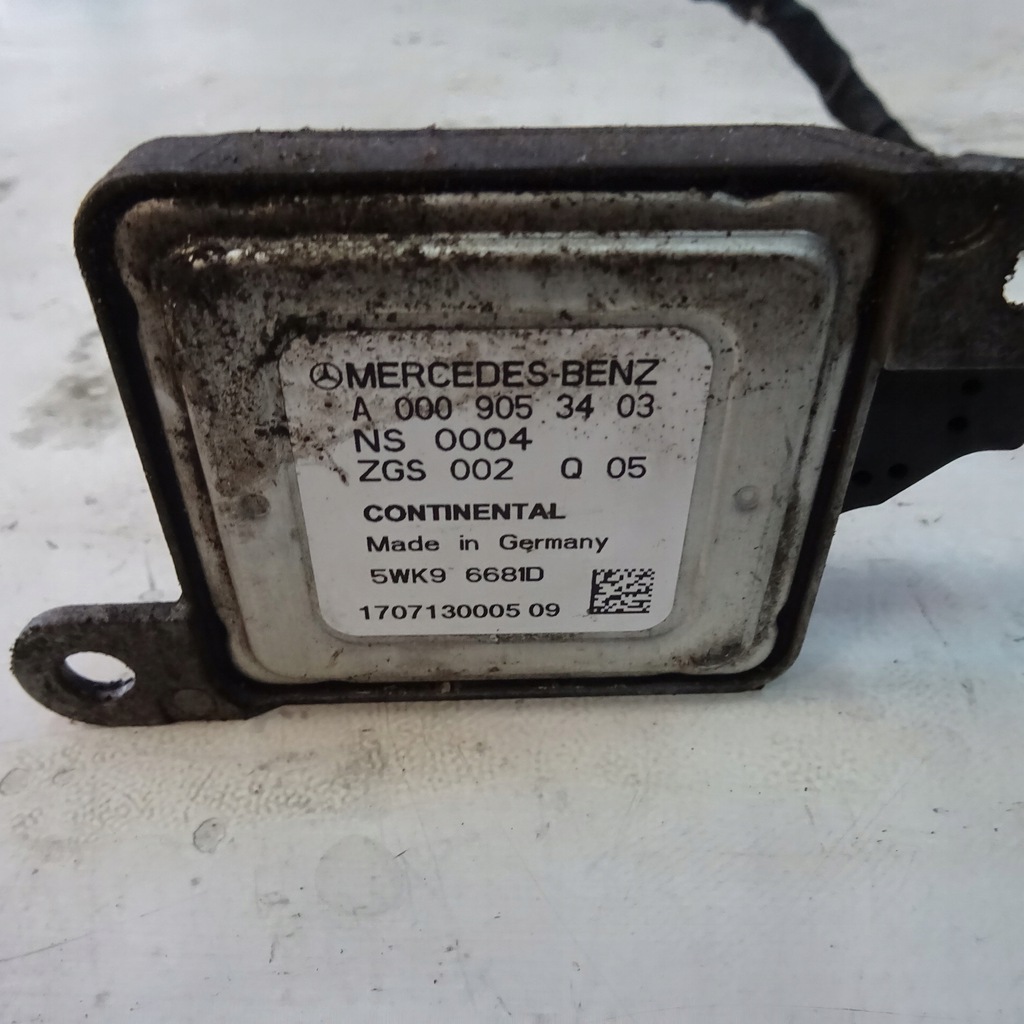 MERCEDES-BENZ
A 000 905 34 03
NS 0004
ZGS 002 Q 05
CONTINENTAL
Made in Germany
5WK9 6681D
1707130005 09